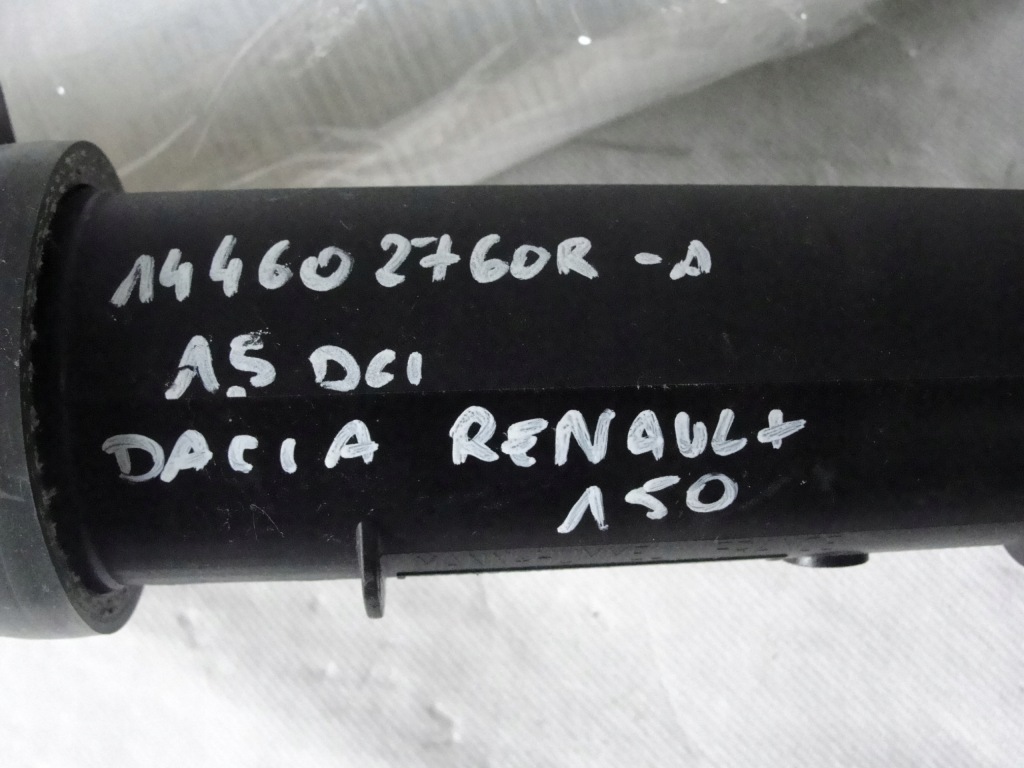 144602760R -A
1.5 DCI
DACIA RENAULT
150